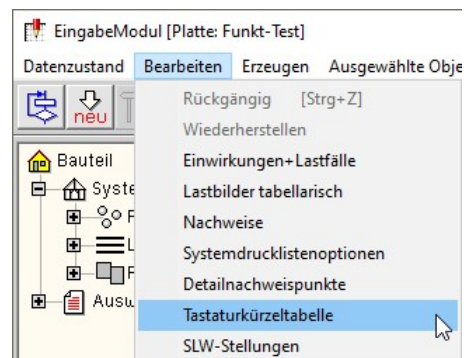 EingabeModul [Platte: Funkt-Test]
Datenzustand Bearbeiten Erzeugen Ausgewählte Obje
neu
Rückgängig [Strg+Z]
Wiederherstellen
Bauteil
Einwirkungen+Lastfälle
Syste
Lastbilder tabellarisch
F
Nachweise
L
Systemdrucklistenoptionen
F
Detailnachweispunkte
Ausw
Tastaturkürzeltabelle
SLW-Stellungen